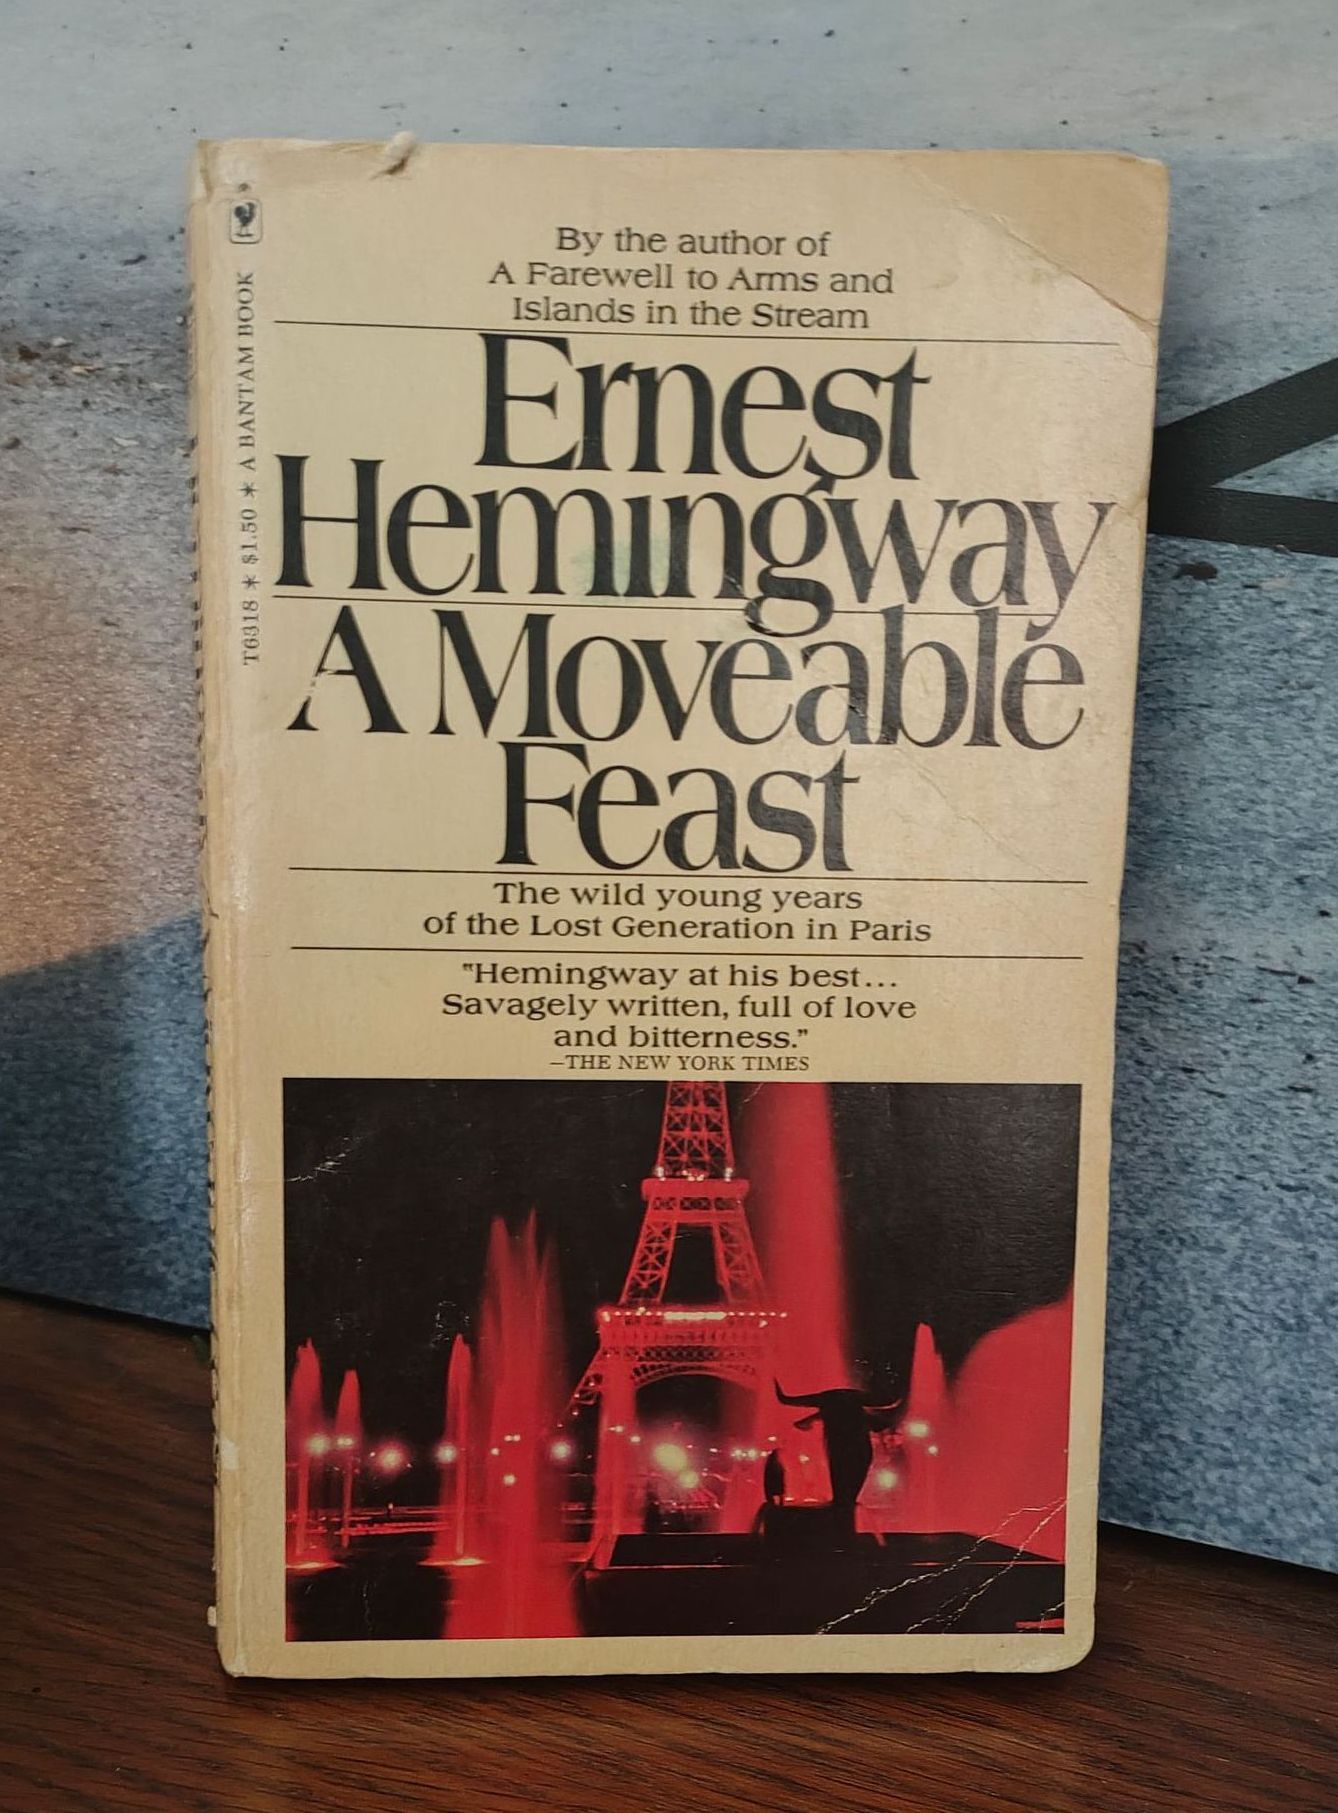 By the author of
A Farewell to Arms and
Islands in the Stream
Ernest
Hemingway
A Moveable
Feast
The wild young years
of the Lost Generation in Paris
"Hemingway at his best...
Savagely written, full of love
and bitterness."
–THE NEW YORK TIMES
T6318 * $1.50 * A BANTAM BOOK